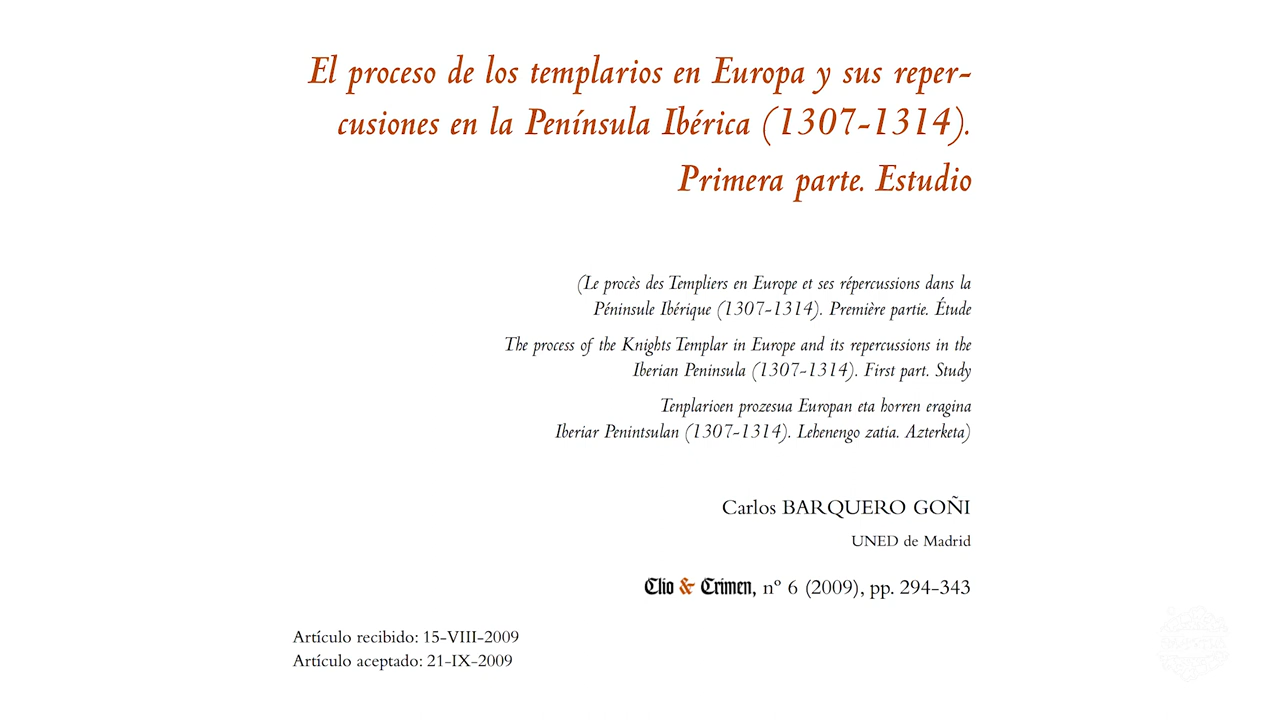 El proceso de los templarios en Europa y sus reper-
cusiones en la Península Ibérica (1307-1314).
Primera parte. Estudio
(Le procès des Templiers en Europe et ses répercussions dans la
Péninsule Ibérique (1307-1314). Première partie. Étude
The process of the Knights Templar in Europe and its repercussions in the
Iberian Peninsula (1307-1314). First part. Study
Tenplarioen prozesua Europan eta horren eragina
Iberiar Penintsulan (1307-1314). Lehenengo zatia. Azterketa)
Carlos BARQUERO GOÑI
UNED de Madrid
Clio & Crimen, nº 6 (2009), pp. 294-343
Artículo recibido: 15-VIII-2009
Artículo aceptado: 21-IX-2009